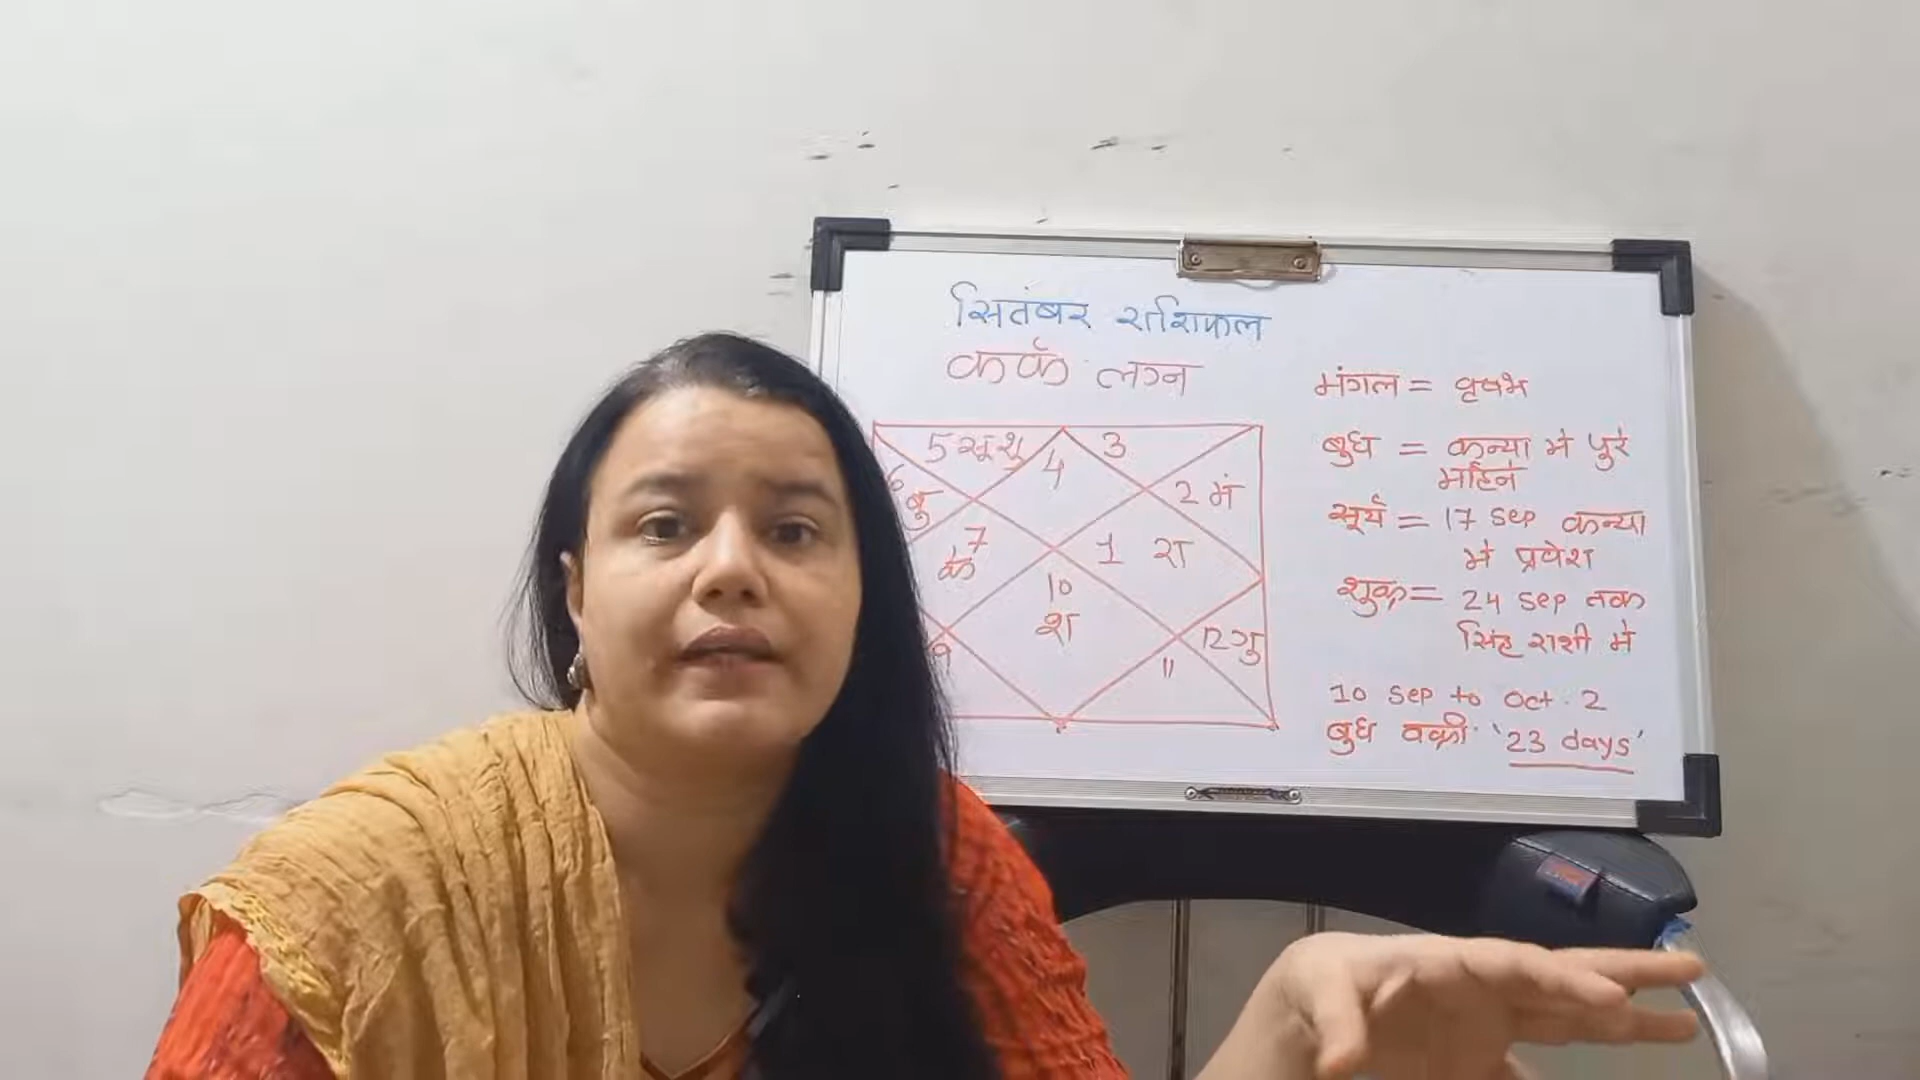 सितंबर राशिफल
कर्क लग्न
5 सू शु
4
3
6
बु
2 मं
7
के
1 रा
10
श
9
11
12 गु
मंगल = वृषभ
बुध = कन्या मे पुरे
महिने
सूर्य = 17 Sep कन्या
मे प्रवेश
शुक्र = 24 Sep तक
सिंह राशी मे
10 Sep to Oct. 2
बुध वक्री '23 days'